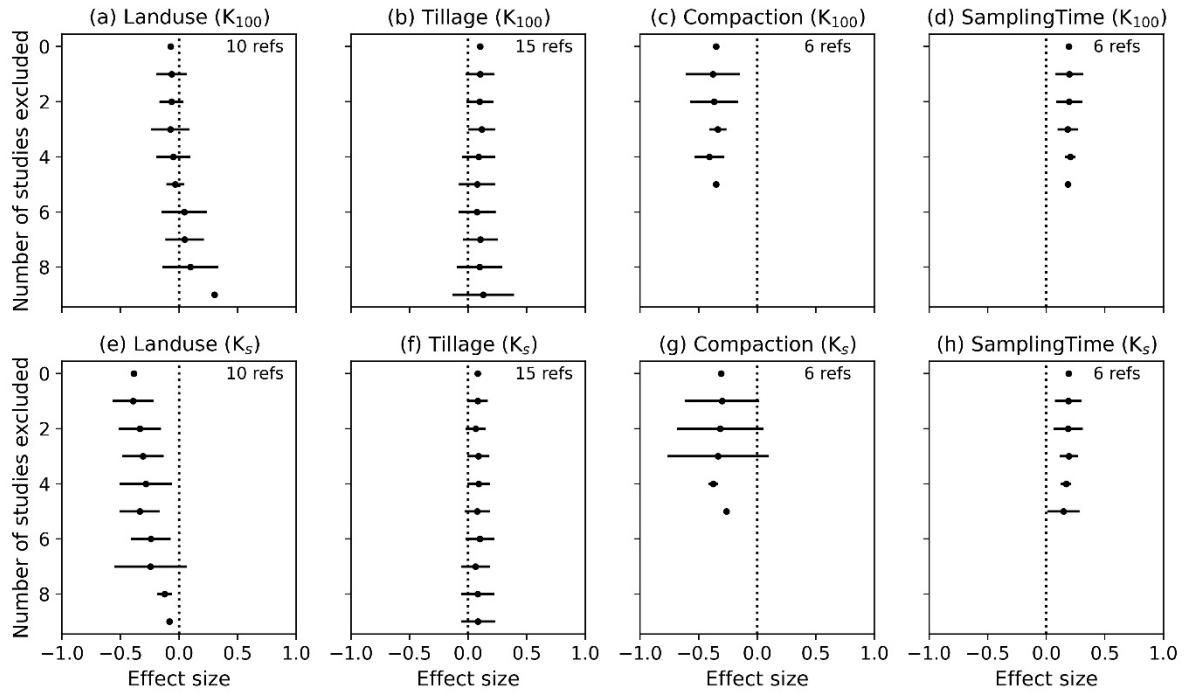 (a) Landuse (K₁₀₀)
10 refs
(b) Tillage (K₁₀₀)
15 refs
(c) Compaction (K₁₀₀)
6 refs
(d) SamplingTime (K₁₀₀)
6 refs
Number of studies excluded
0
2
4
6
8
(e) Landuse (Kₛ)
10 refs
(f) Tillage (Kₛ)
15 refs
(g) Compaction (Kₛ)
6 refs
(h) SamplingTime (Kₛ)
6 refs
Number of studies excluded
0
2
4
6
8
−1.0 −0.5 0.0 0.5 1.0
Effect size
−1.0 −0.5 0.0 0.5 1.0
Effect size
−1.0 −0.5 0.0 0.5 1.0
Effect size
−1.0 −0.5 0.0 0.5 1.0
Effect size